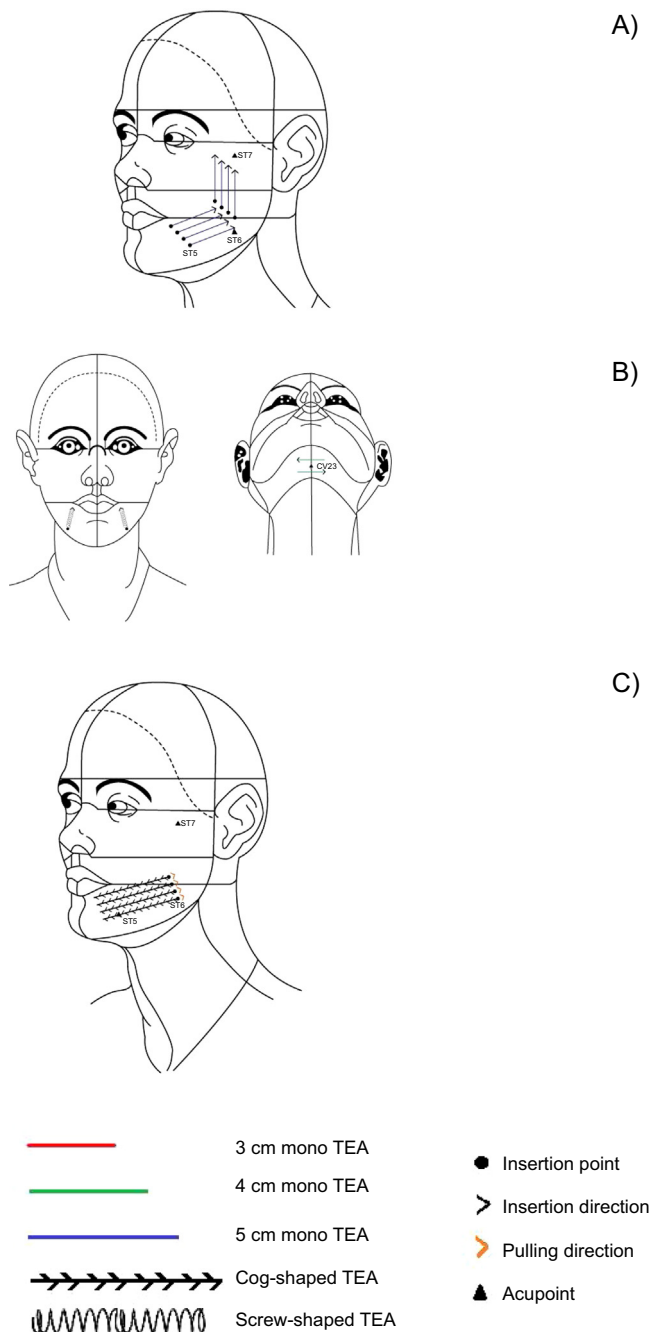 A)
ST7
ST6
ST5
B)
CV23
C)
ST7
ST6
ST5
3 cm mono TEA
4 cm mono TEA
5 cm mono TEA
Cog-shaped TEA
Screw-shaped TEA
Insertion point
Insertion direction
Pulling direction
Acupoint